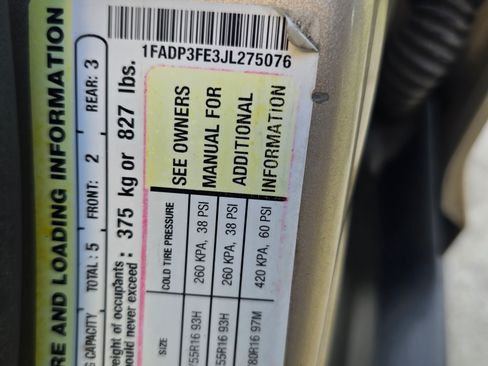 RE AND LOADING INFORMATION
G CAPACITY TOTAL : 5 FRONT: 2 REAR: 3
eight of occupants
ould never exceed : 375 kg or 827 lbs.
1FADP3FE3JL275076
SIZE COLD TIRE PRESSURE SEE OWNERS
55R16 93H 260 KPA, 38 PSI MANUAL FOR
55R16 93H 260 KPA, 38 PSI ADDITIONAL
80R16 97M 420 KPA, 60 PSI INFORMATION